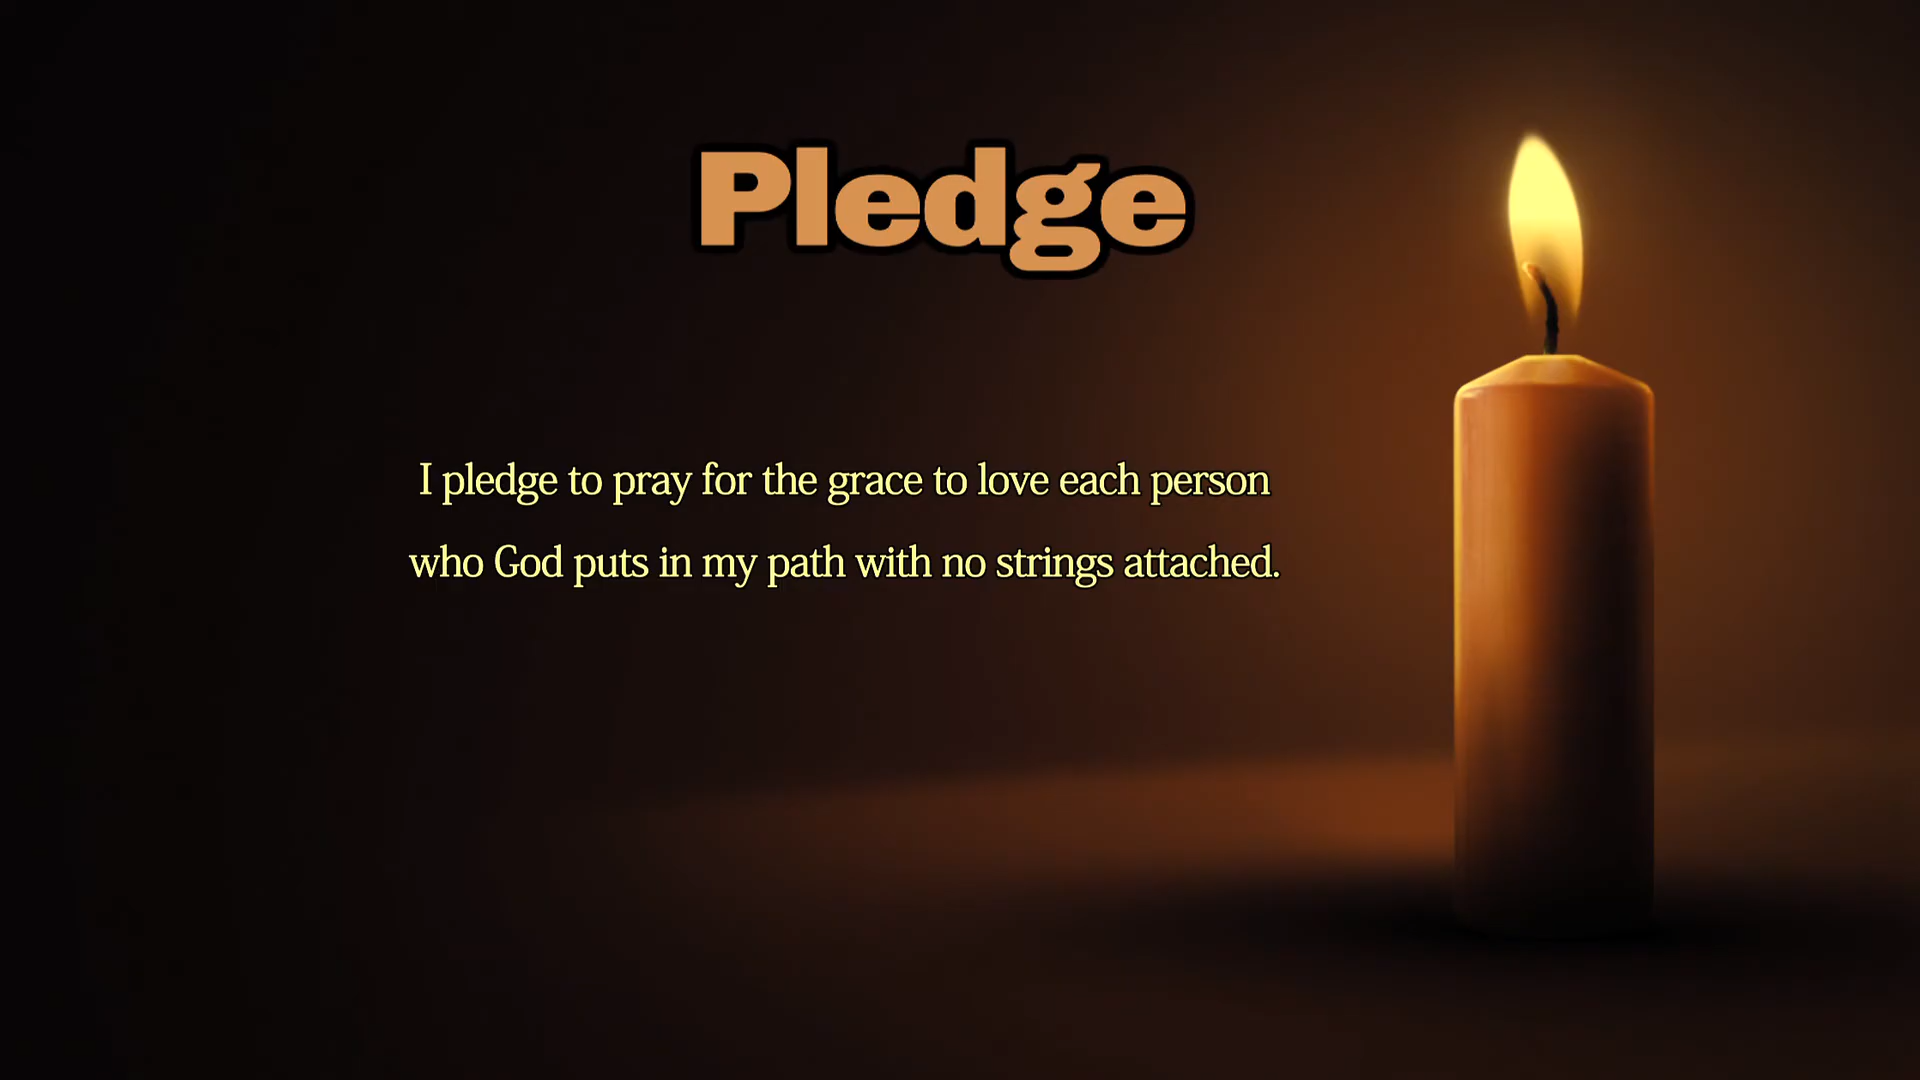 Pledge
I pledge to pray for the grace to love each person
who God puts in my path with no strings attached.